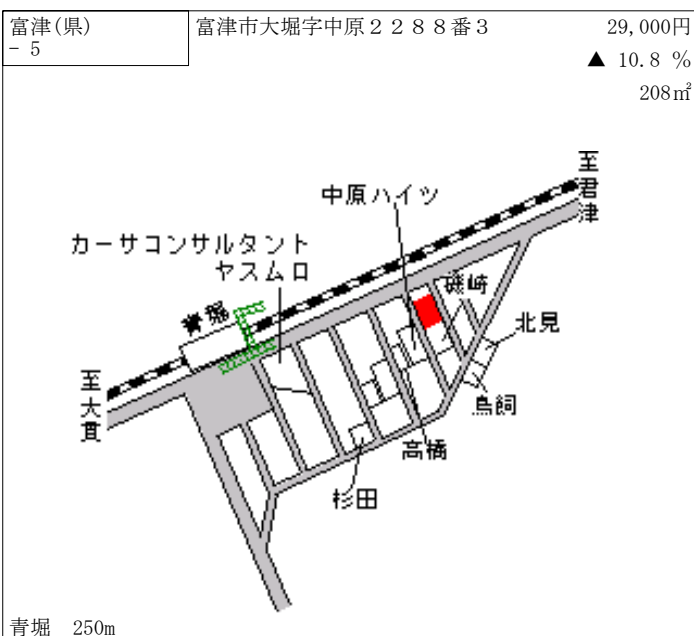 富津(県)
- 5
富津市大堀字中原２２８８番３
29,000円
▲ 10.8 %
208㎡
至君津
中原ハイツ
カーサコンサルタント
ヤスムロ
磯崎
青堀
北見
至大貫
鳥飼
高橋
杉田
青堀　250m